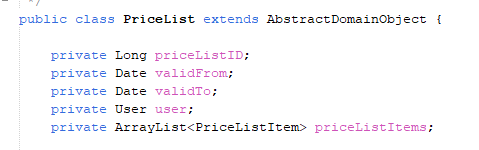 */
public class PriceList extends AbstractDomainObject {
private Long priceListID;
private Date validFrom;
private Date validTo;
private User user;
private ArrayList<PriceListItem> priceListItems;